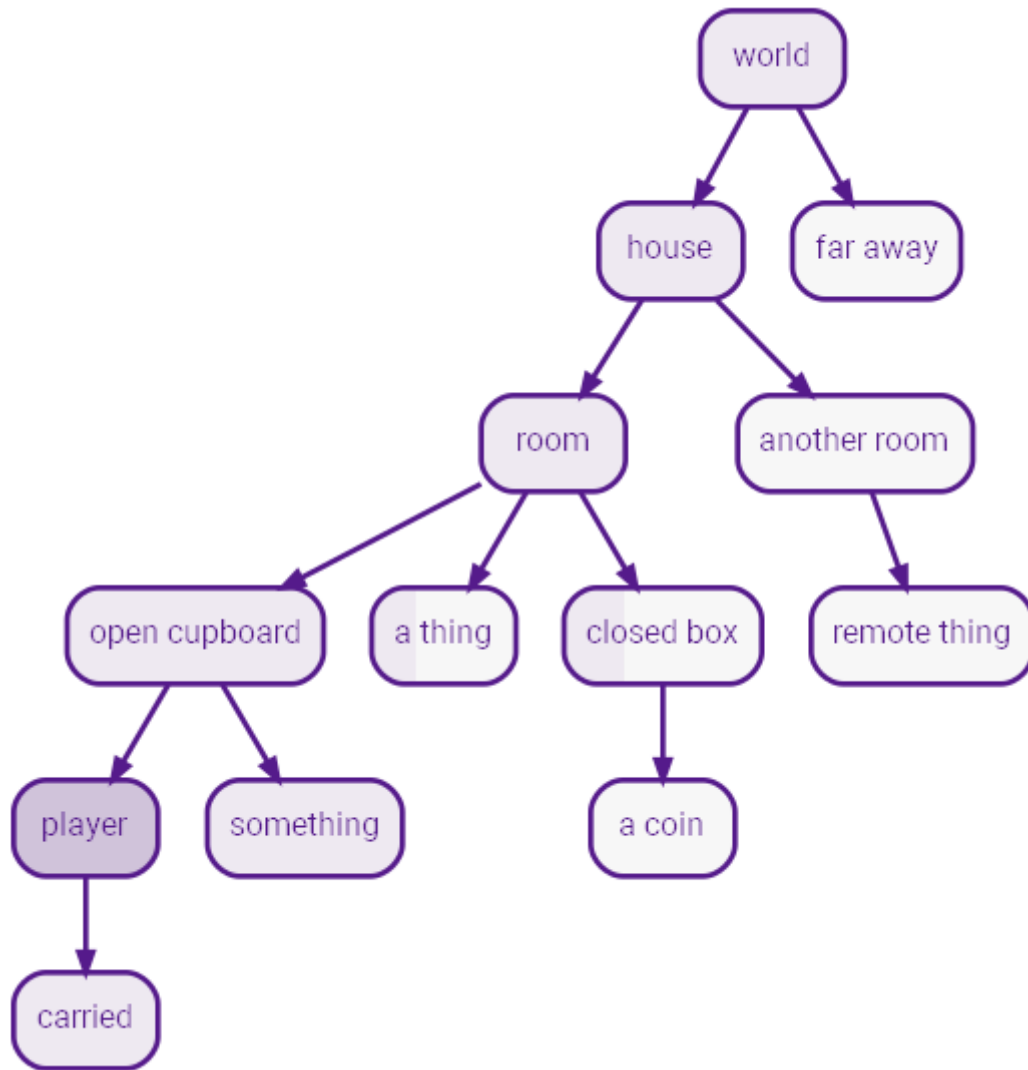 world
house
far away
room
another room
open cupboard
a thing
closed box
remote thing
player
something
a coin
carried